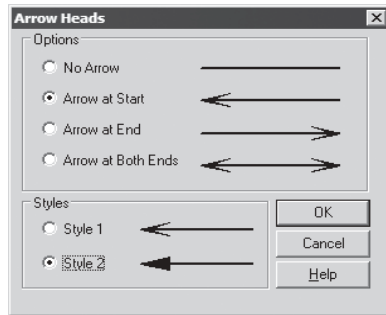 Arrow Heads
Options
No Arrow
Arrow at Start
Arrow at End
Arrow at Both Ends
Styles
Style 1
Style 2
OK
Cancel
Help